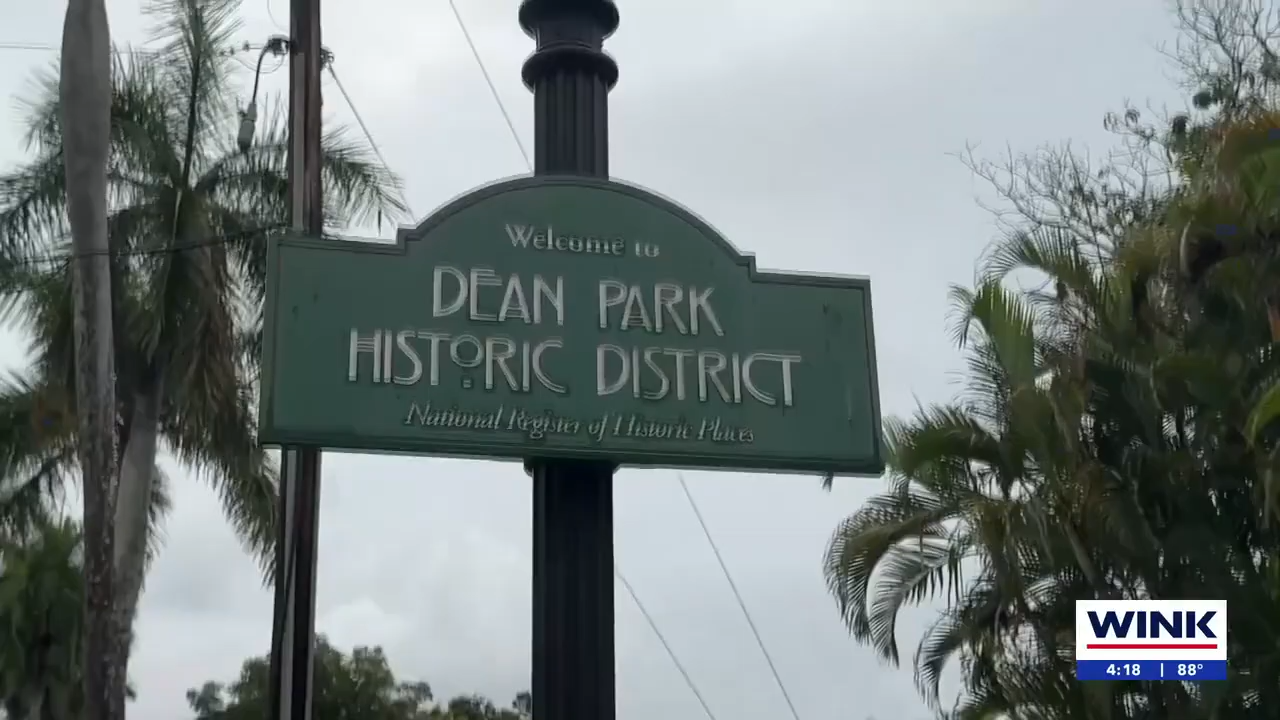 Welcome to
DEAN PARK
HISTORIC DISTRICT
National Register of Historic Places
WINK
4:18 | 88°